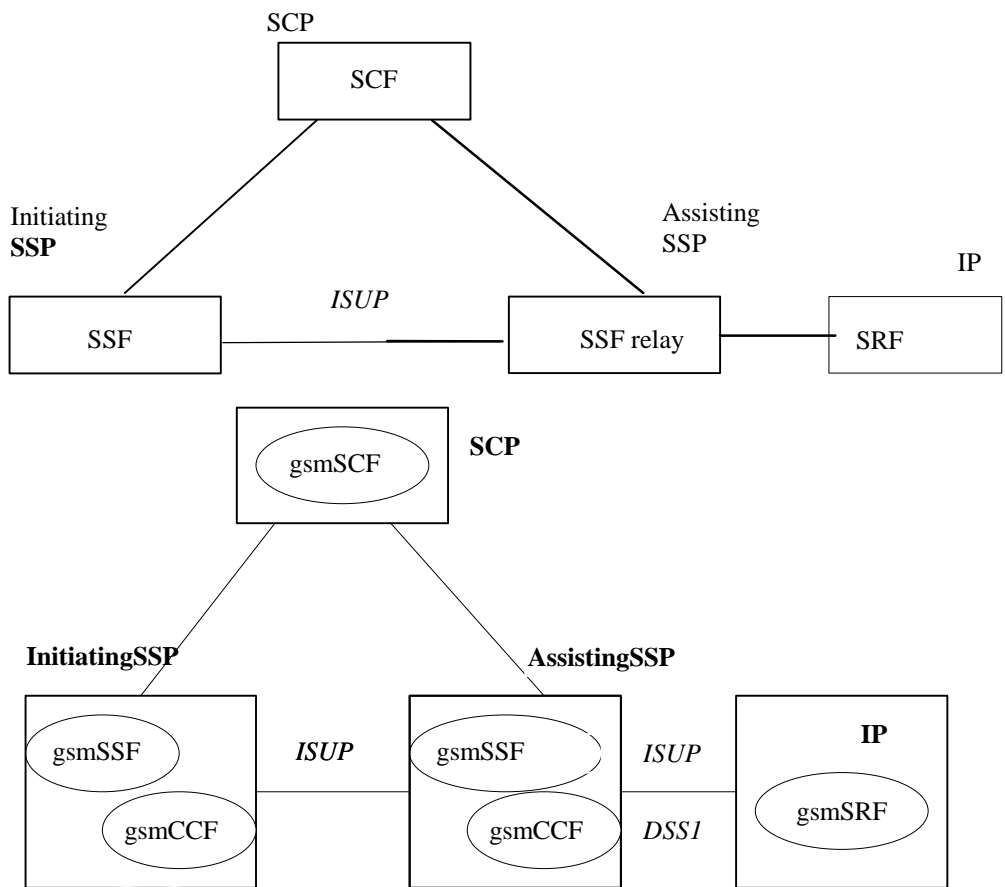 SCP
SCF
Initiating
SSP
Assisting
SSP
IP
ISUP
SSF
SSF relay
SRF
SCP
gsmSCF
InitiatingSSP
AssistingSSP
gsmSSF
ISUP
gsmSSF
ISUP
IP
gsmCCF
gsmCCF
DSS1
gsmSRF